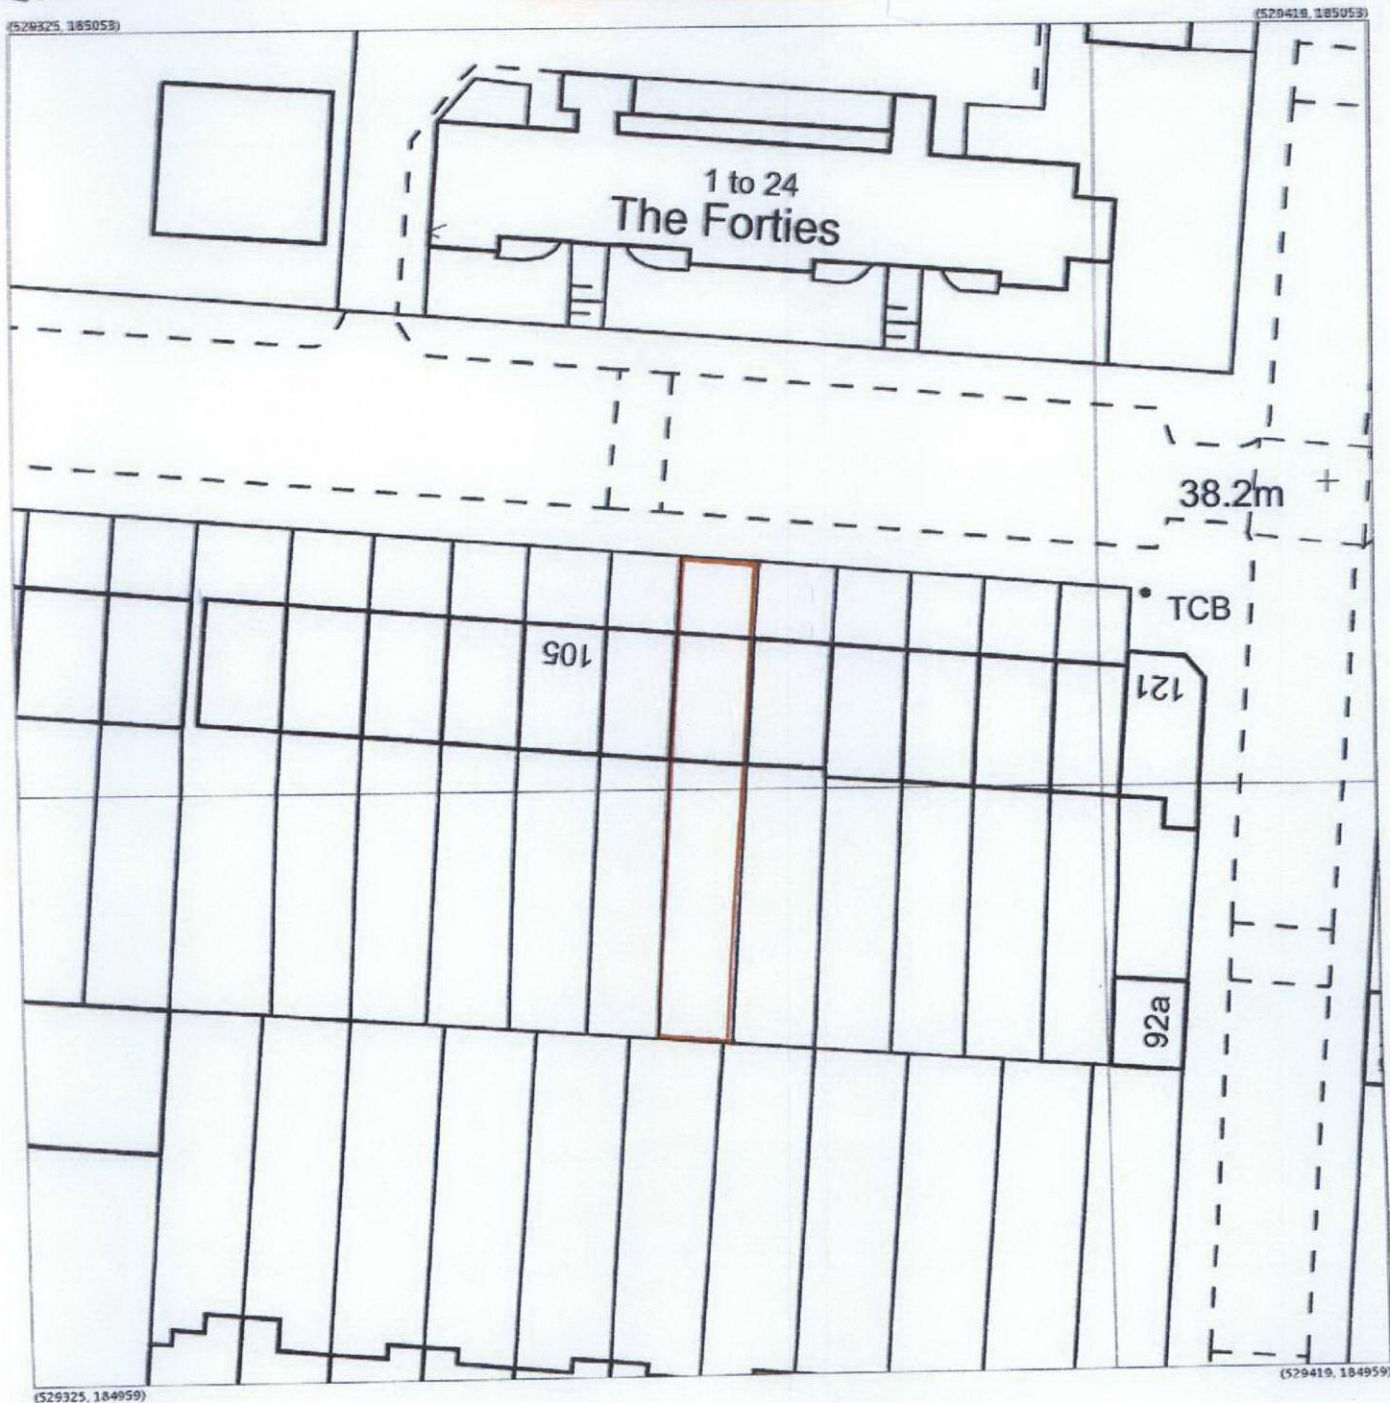 (529325, 185053)
(529419, 185053)
1 to 24
The Forties
38.2m
TCB
105
121
92a
(529325, 184959)
(529419, 184959)